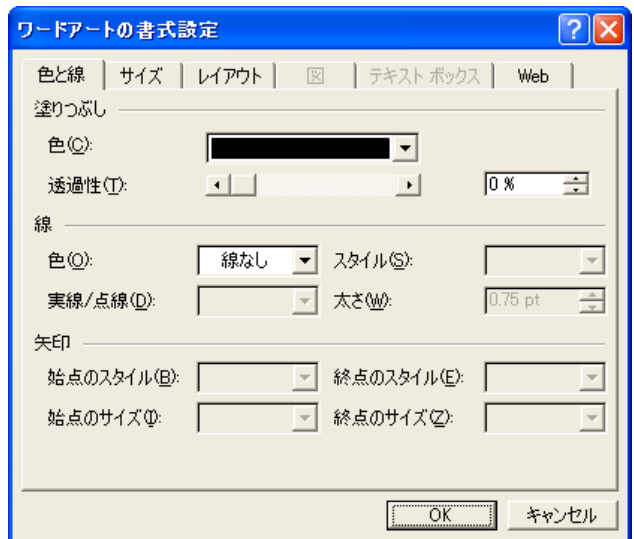 ワードアートの書式設定
色と線 サイズ レイアウト 図 テキスト ボックス Web
塗りつぶし
色(C):
透過性(T): 0 %
線
色(O): 線なし スタイル(S):
実線/点線(D): 太さ(W): 0.75 pt
矢印
始点のスタイル(B): 終点のスタイル(E):
始点のサイズ(I): 終点のサイズ(Z):
OK キャンセル